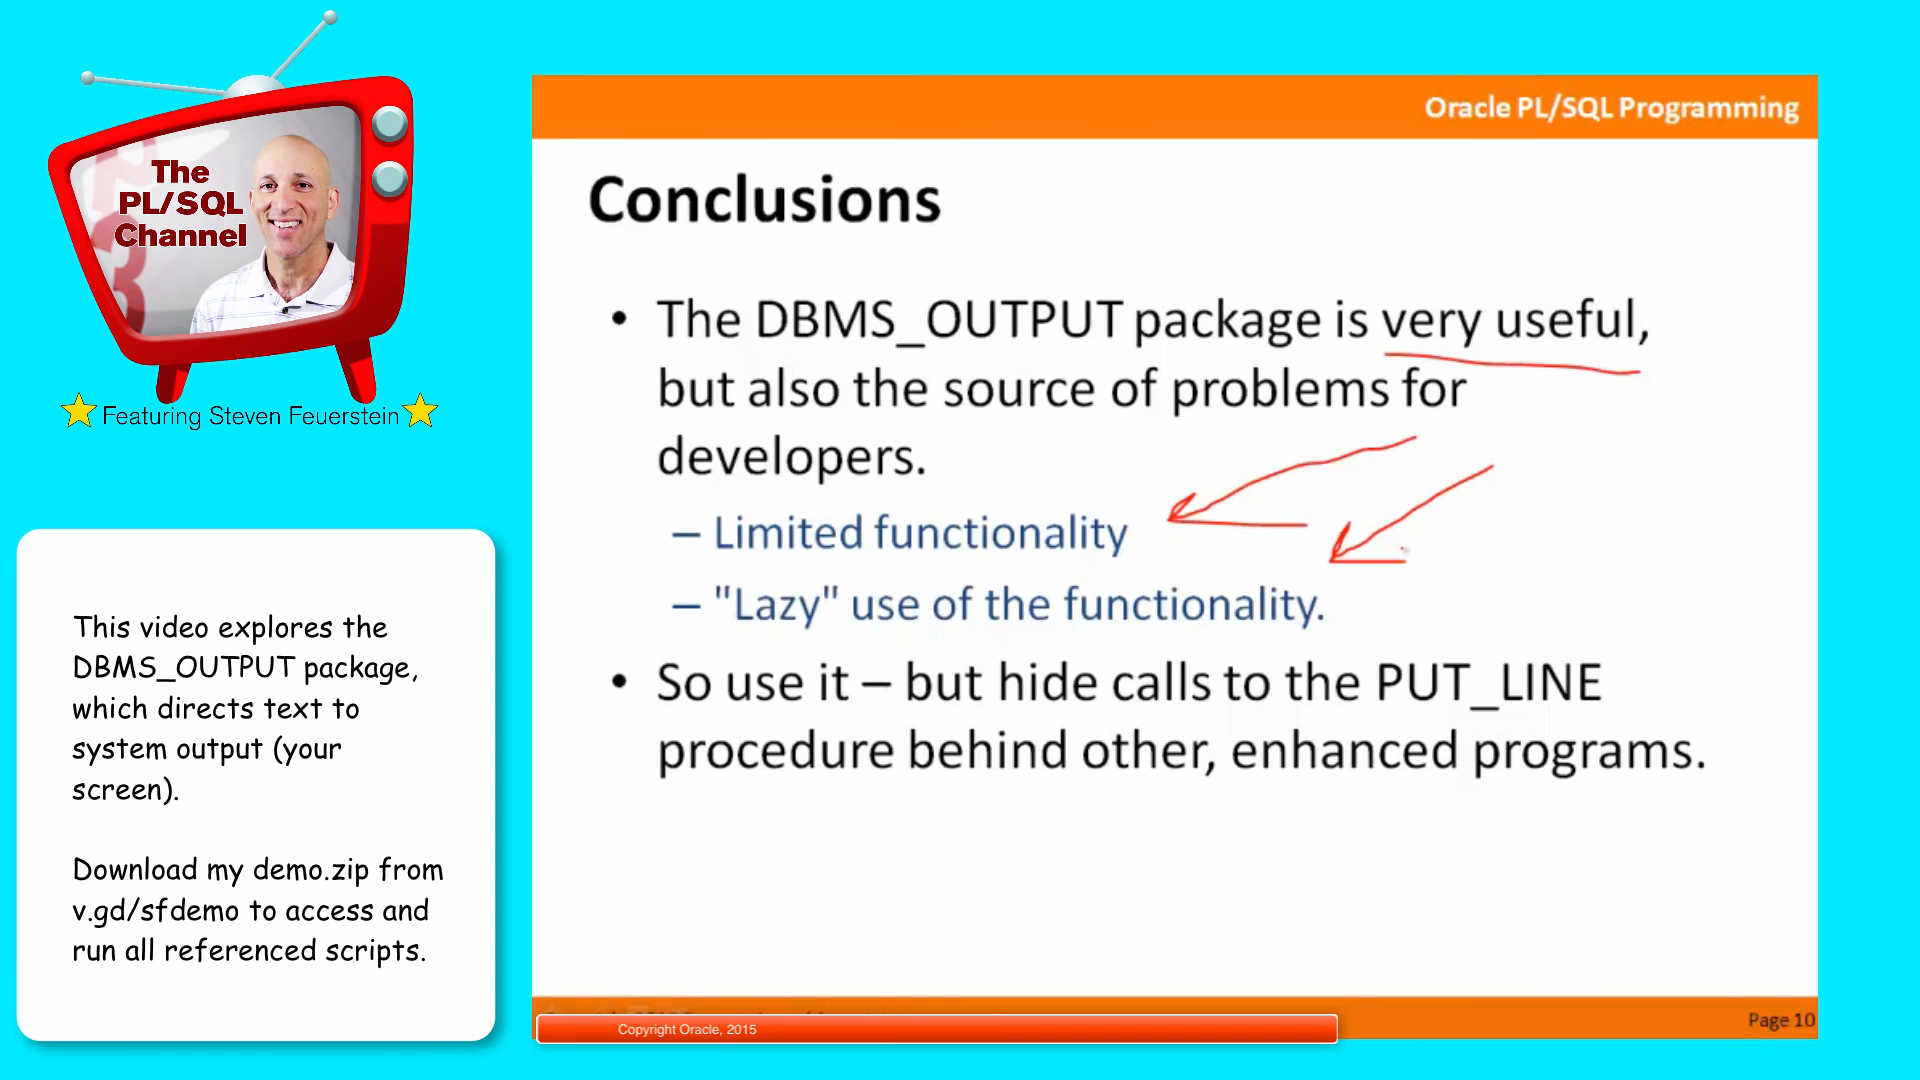 The
PL/SQL
Channel
Featuring Steven Feuerstein
This video explores the
DBMS_OUTPUT package,
which directs text to
system output (your
screen).
Download my demo.zip from
v.gd/sfdemo to access and
run all referenced scripts.
Oracle PL/SQL Programming
Conclusions
• The DBMS_OUTPUT package is very useful,
but also the source of problems for
developers.
– Limited functionality
– "Lazy" use of the functionality.
• So use it – but hide calls to the PUT_LINE
procedure behind other, enhanced programs.
Copyright Oracle, 2015
Page 10